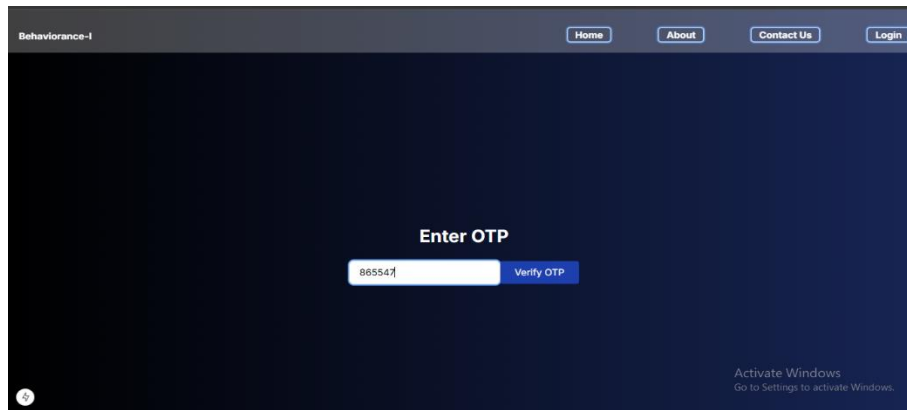 Behaviorance-I Home About Contact Us Login
Enter OTP
865547 Verify OTP
Activate Windows
Go to Settings to activate Windows.